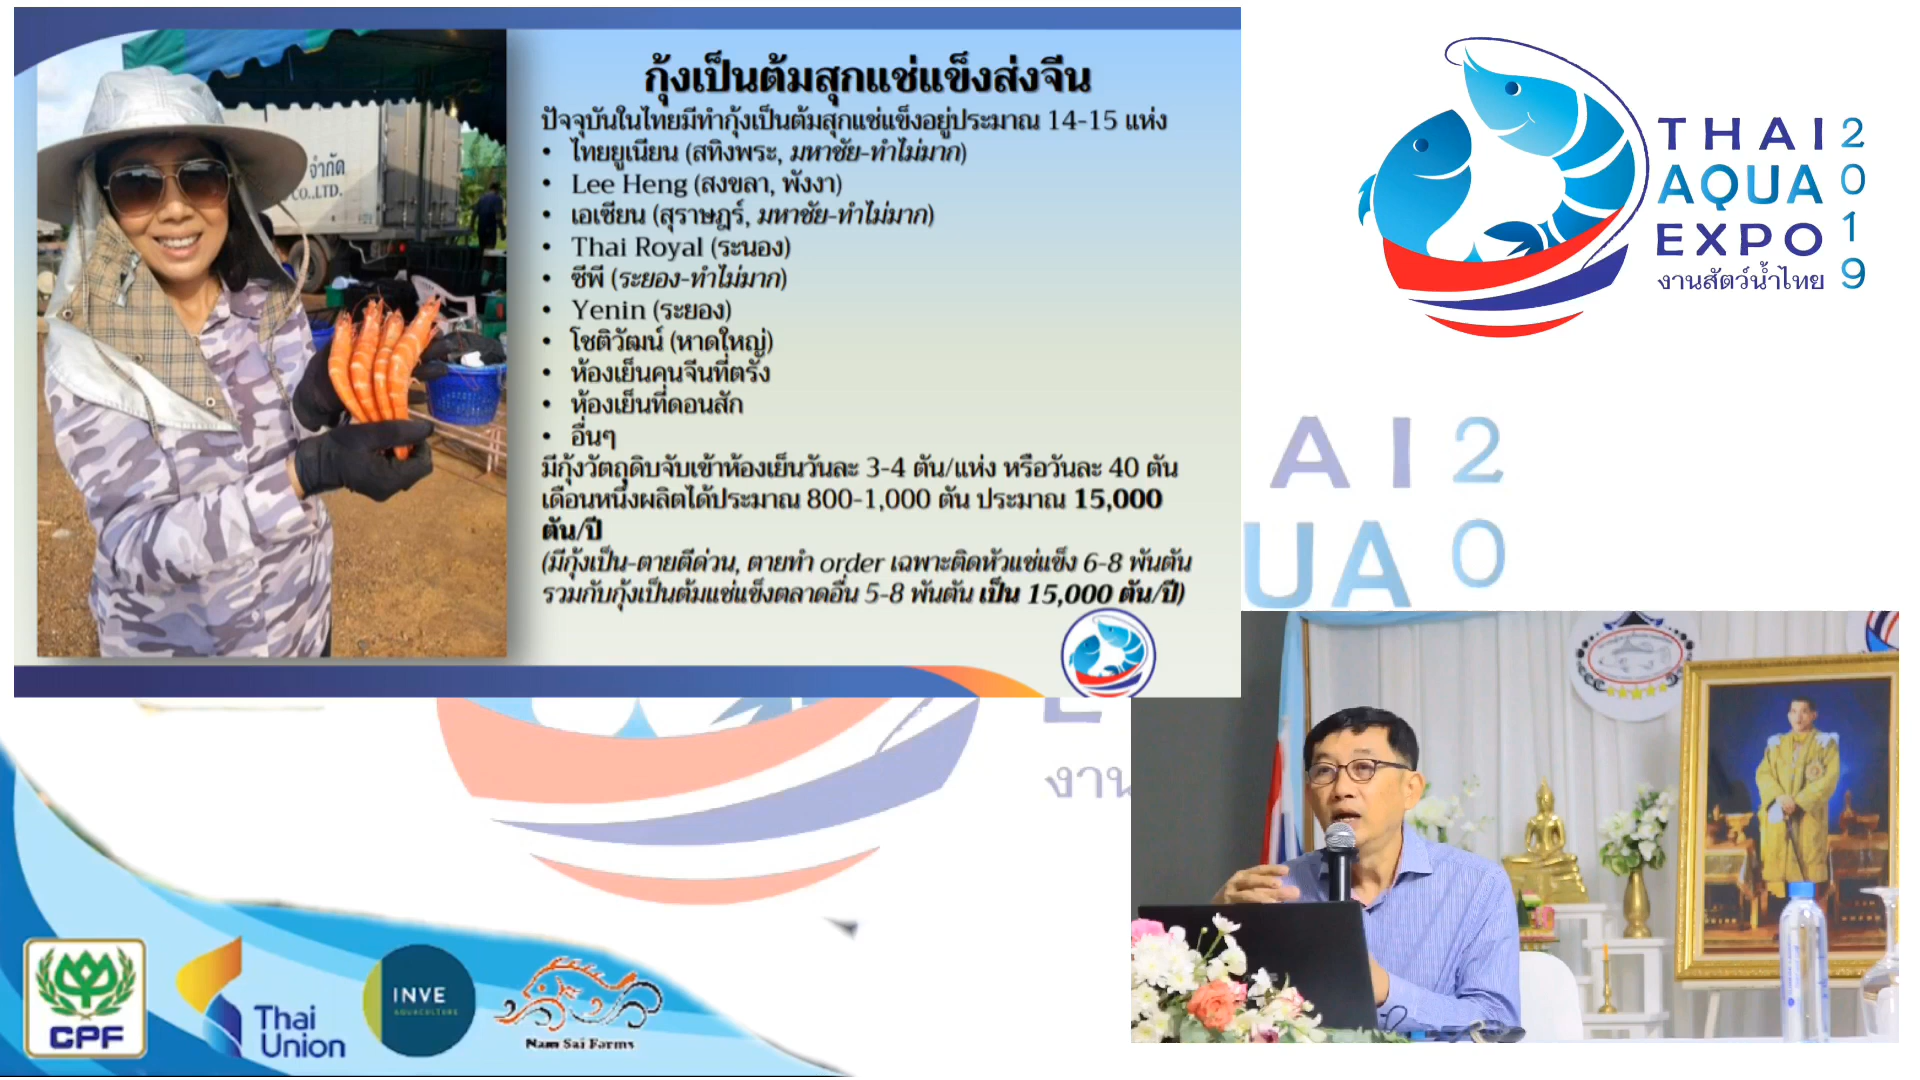 กุ้งเป็นต้มสุกแช่แข็งส่งจีน
ปัจจุบันในไทยมีทำกุ้งเป็นต้มสุกแช่แข็งอยู่ประมาณ 14-15 แห่ง
• ไทยยูเนียน (สทิงพระ, มหาชัย-ทำไม่มาก)
• Lee Heng (สงขลา, พังงา)
• เอเซียน (สุราษฎร์, มหาชัย-ทำไม่มาก)
• Thai Royal (ระนอง)
• ซีพี (ระยอง-ทำไม่มาก)
• Yenin (ระยอง)
• โชติวัฒน์ (หาดใหญ่)
• ห้องเย็นคนจีนที่ตรัง
• ห้องเย็นที่ดอนสัก
• อื่นๆ
มีกุ้งวัตถุดิบจับเข้าห้องเย็นวันละ 3-4 ตัน/แห่ง หรือวันละ 40 ตัน
เดือนหนึ่งผลิตได้ประมาณ 800-1,000 ตัน ประมาณ 15,000
ตัน/ปี
(มีกุ้งเป็น-ตายตีด่วน, ตายทำ order เฉพาะติดหัวแช่แข็ง 6-8 พันตัน
รวมกับกุ้งเป็นต้มแช่แข็งตลาดอื่น 5-8 พันตัน เป็น 15,000 ตัน/ปี)
จำกัด
CO.,LTD.
THAI
AQUA
EXPO
2019
งานสัตว์น้ำไทย
AI 2
UA 0
งาน
CPF
Thai
Union
INVE
AQUACULTURE
Nam Sai Farms